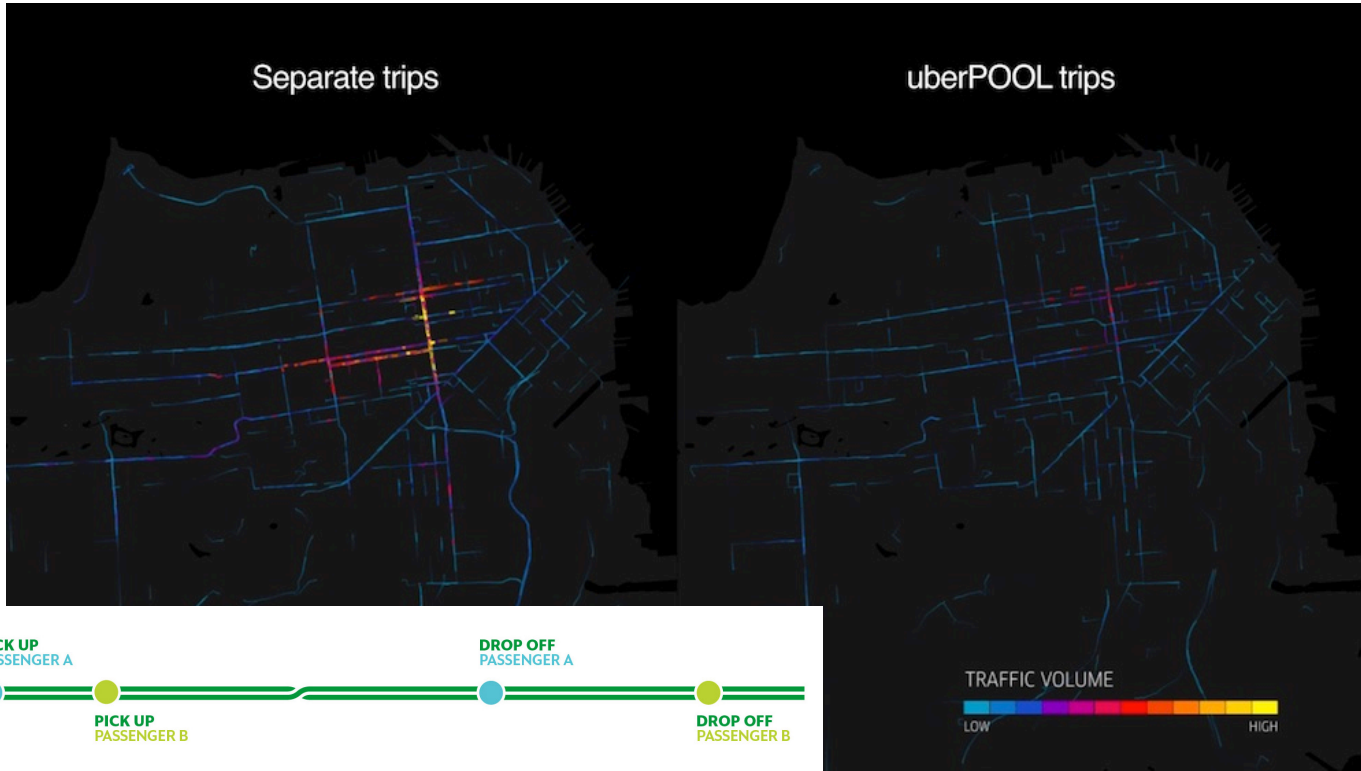 Separate trips
uberPOOL trips
CK UP
SSENGER A
DROP OFF
PASSENGER A
PICK UP
PASSENGER B
DROP OFF
PASSENGER B
TRAFFIC VOLUME
LOW
HIGH